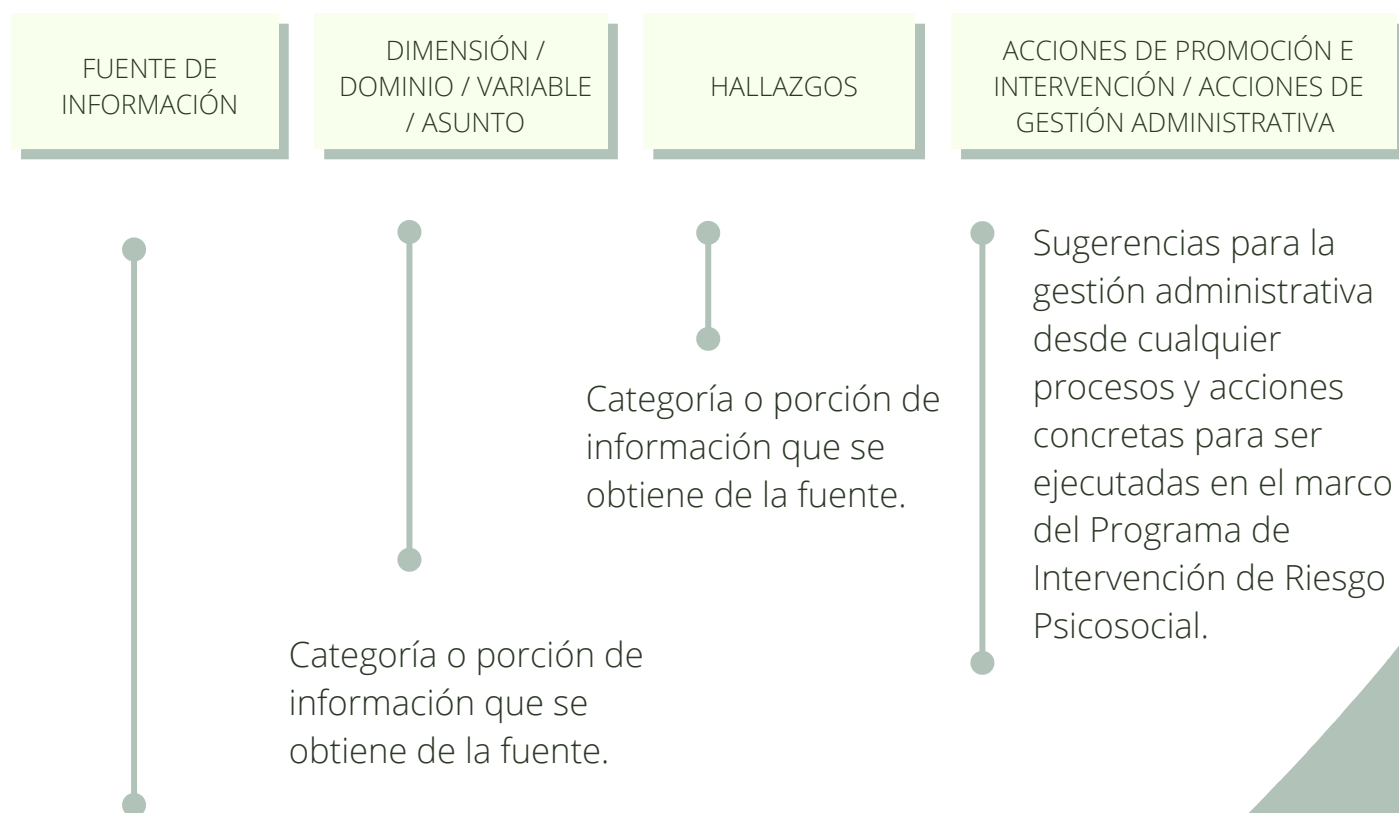 FUENTE DE
INFORMACIÓN
DIMENSIÓN /
DOMINIO / VARIABLE
/ ASUNTO
HALLAZGOS
ACCIONES DE PROMOCIÓN E
INTERVENCIÓN / ACCIONES DE
GESTIÓN ADMINISTRATIVA
Categoría o porción de
información que se
obtiene de la fuente.
Categoría o porción de
información que se
obtiene de la fuente.
Sugerencias para la
gestión administrativa
desde cualquier
procesos y acciones
concretas para ser
ejecutadas en el marco
del Programa de
Intervención de Riesgo
Psicosocial.